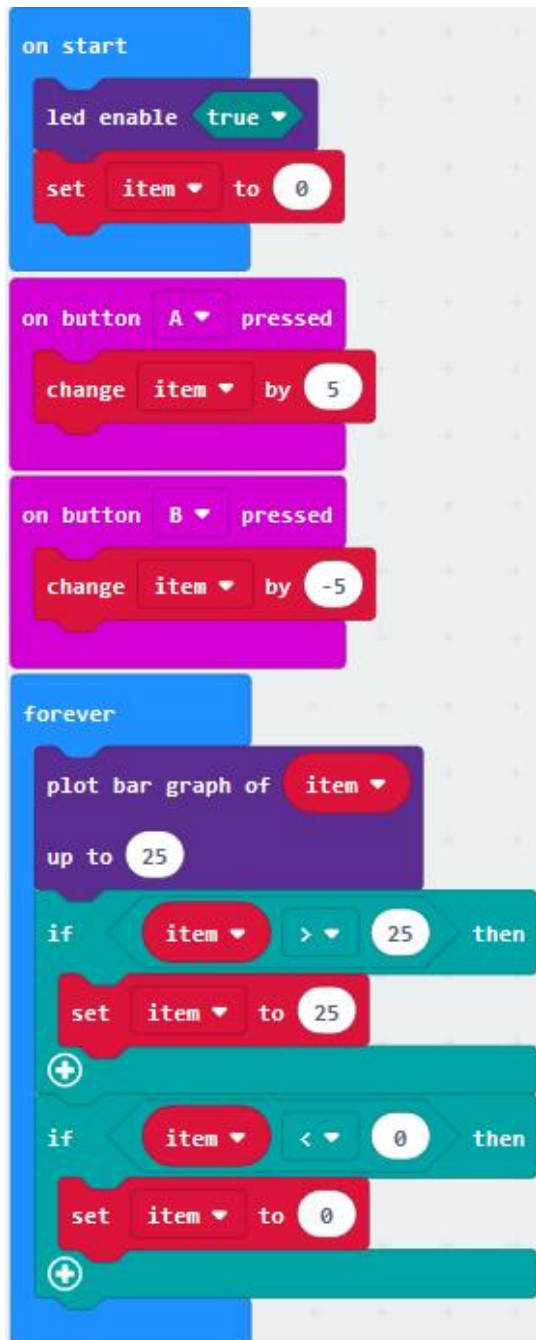 on start
led enable true
set item to 0
on button A pressed
change item by 5
on button B pressed
change item by -5
forever
plot bar graph of item
up to 25
if item > 25 then
set item to 25
if item < 0 then
set item to 0